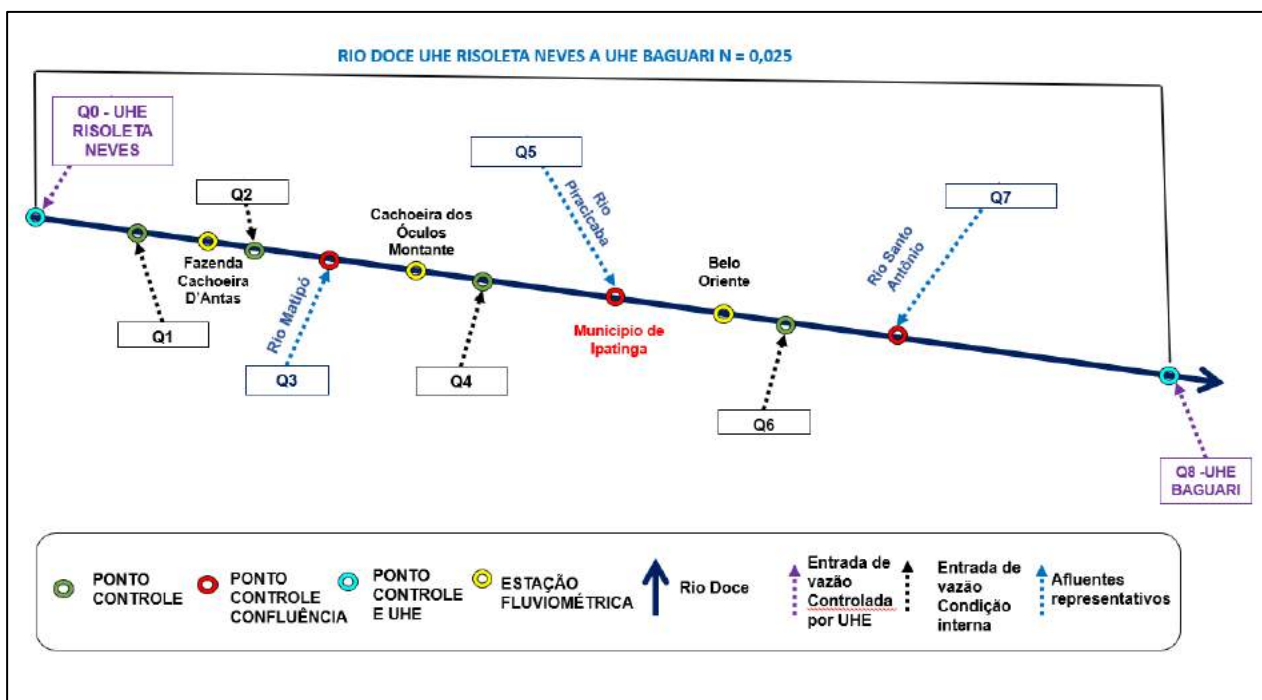 RIO DOCE UHE RISOLETA NEVES A UHE BAGUARI N = 0,025
Q0 - UHE
RISOLETA
NEVES
Q2
Q5
Q7
Rio
Piracicaba
Cachoeira dos
Óculos
Montante
Belo
Oriente
Rio Santo
Antônio
Fazenda
Cachoeira
D'Antas
Rio Matipó
Q1
Q3
Q4
Município de
Ipatinga
Q6
Q8 -UHE
BAGUARI
PONTO
CONTROLE
PONTO
CONTROLE
CONFLUÊNCIA
PONTO
CONTROLE
E UHE
ESTAÇÃO
FLUVIOMÉTRICA
Rio Doce
Entrada de
vazão
Controlada
por UHE
Entrada de
vazão
Condição
interna
Afluentes
representativos